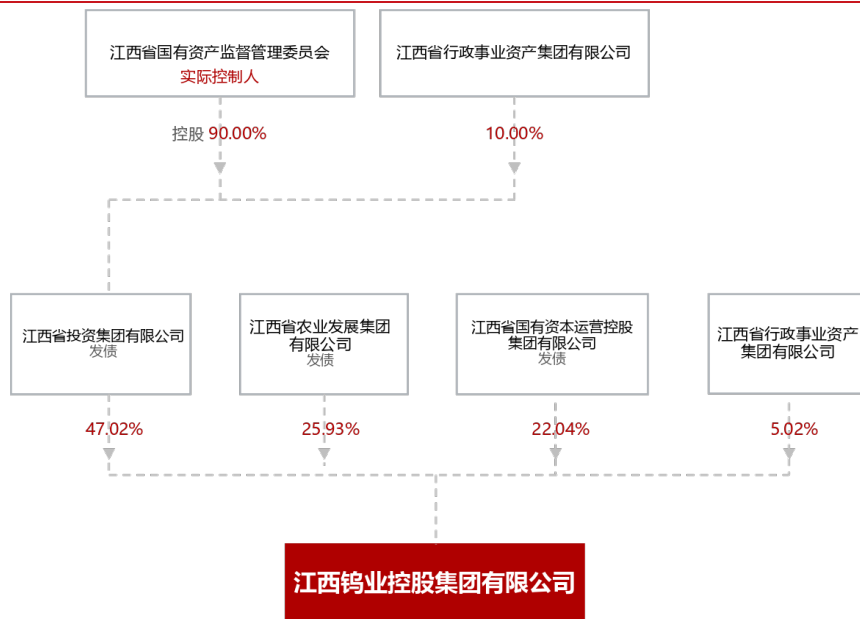 江西省国有资产监督管理委员会
实际控制人
江西省行政事业资产集团有限公司
控股 90.00%
10.00%
江西省投资集团有限公司
发债
江西省农业发展集团
有限公司
发债
江西省国有资本运营控股
集团有限公司
发债
江西省行政事业资产
集团有限公司
47.02%
25.93%
22.04%
5.02%
江西钨业控股集团有限公司